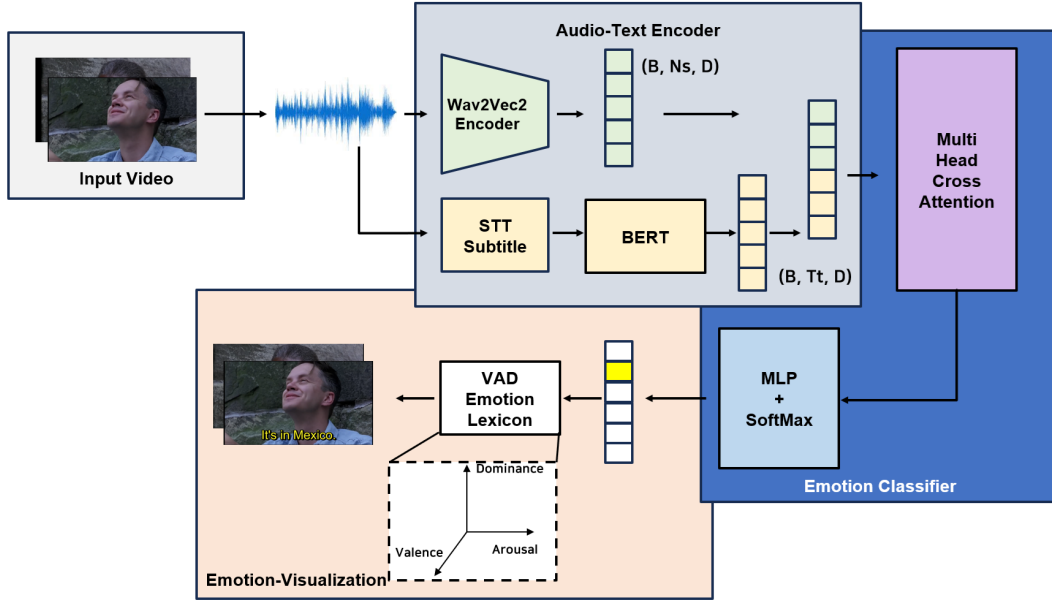 Audio-Text Encoder
(B, Ns, D)
Wav2Vec2
Encoder
Input Video
STT
Subtitle
BERT
(B, Tt, D)
Multi
Head
Cross
Attention
MLP
+
SoftMax
Emotion Classifier
VAD
Emotion
Lexicon
It's in Mexico.
Dominance
Valence
Arousal
Emotion-Visualization